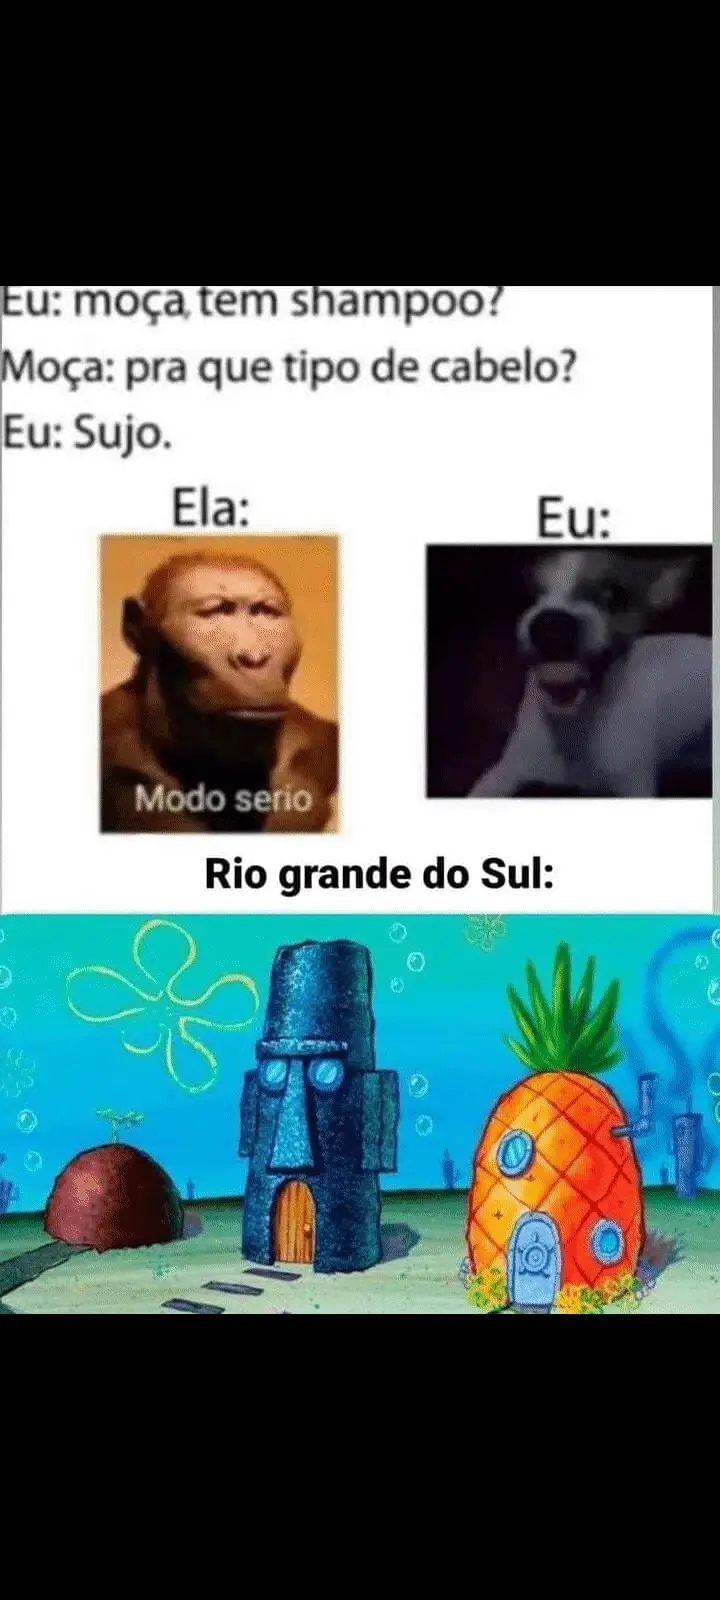 Eu: moça, tem shampoo?
Moça: pra que tipo de cabelo?
Eu: Sujo.
Ela:
Eu:
Modo serio
Rio grande do Sul: